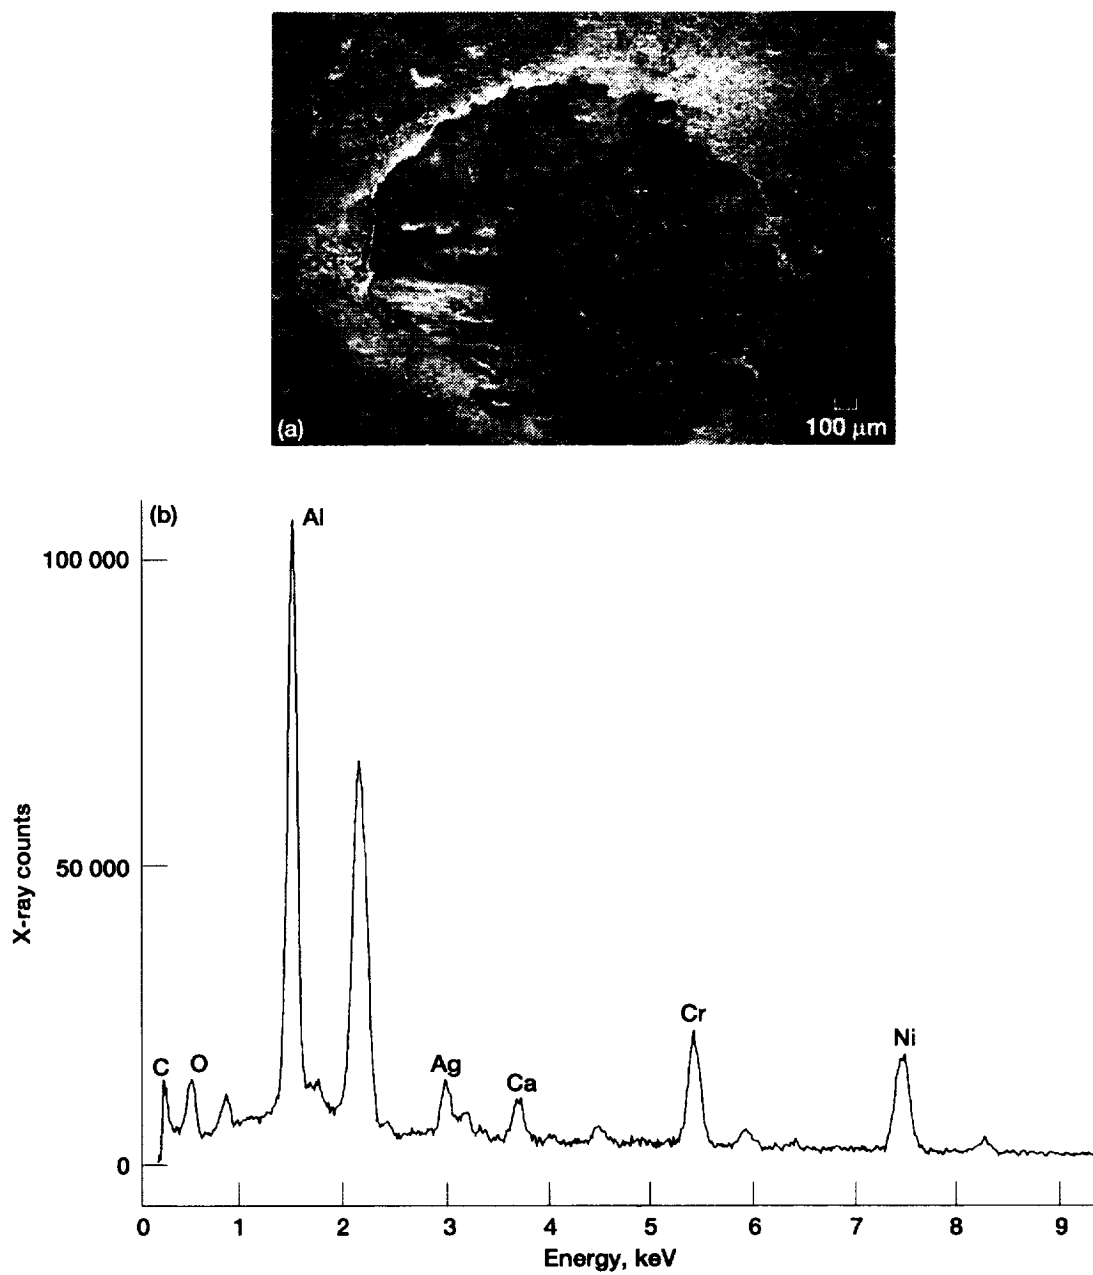 (a)
100 μm
(b)
Al
100 000
50 000
X-ray counts
Cr
Ni
C
O
Ag
Ca
0
0 1 2 3 4 5 6 7 8 9
Energy, keV